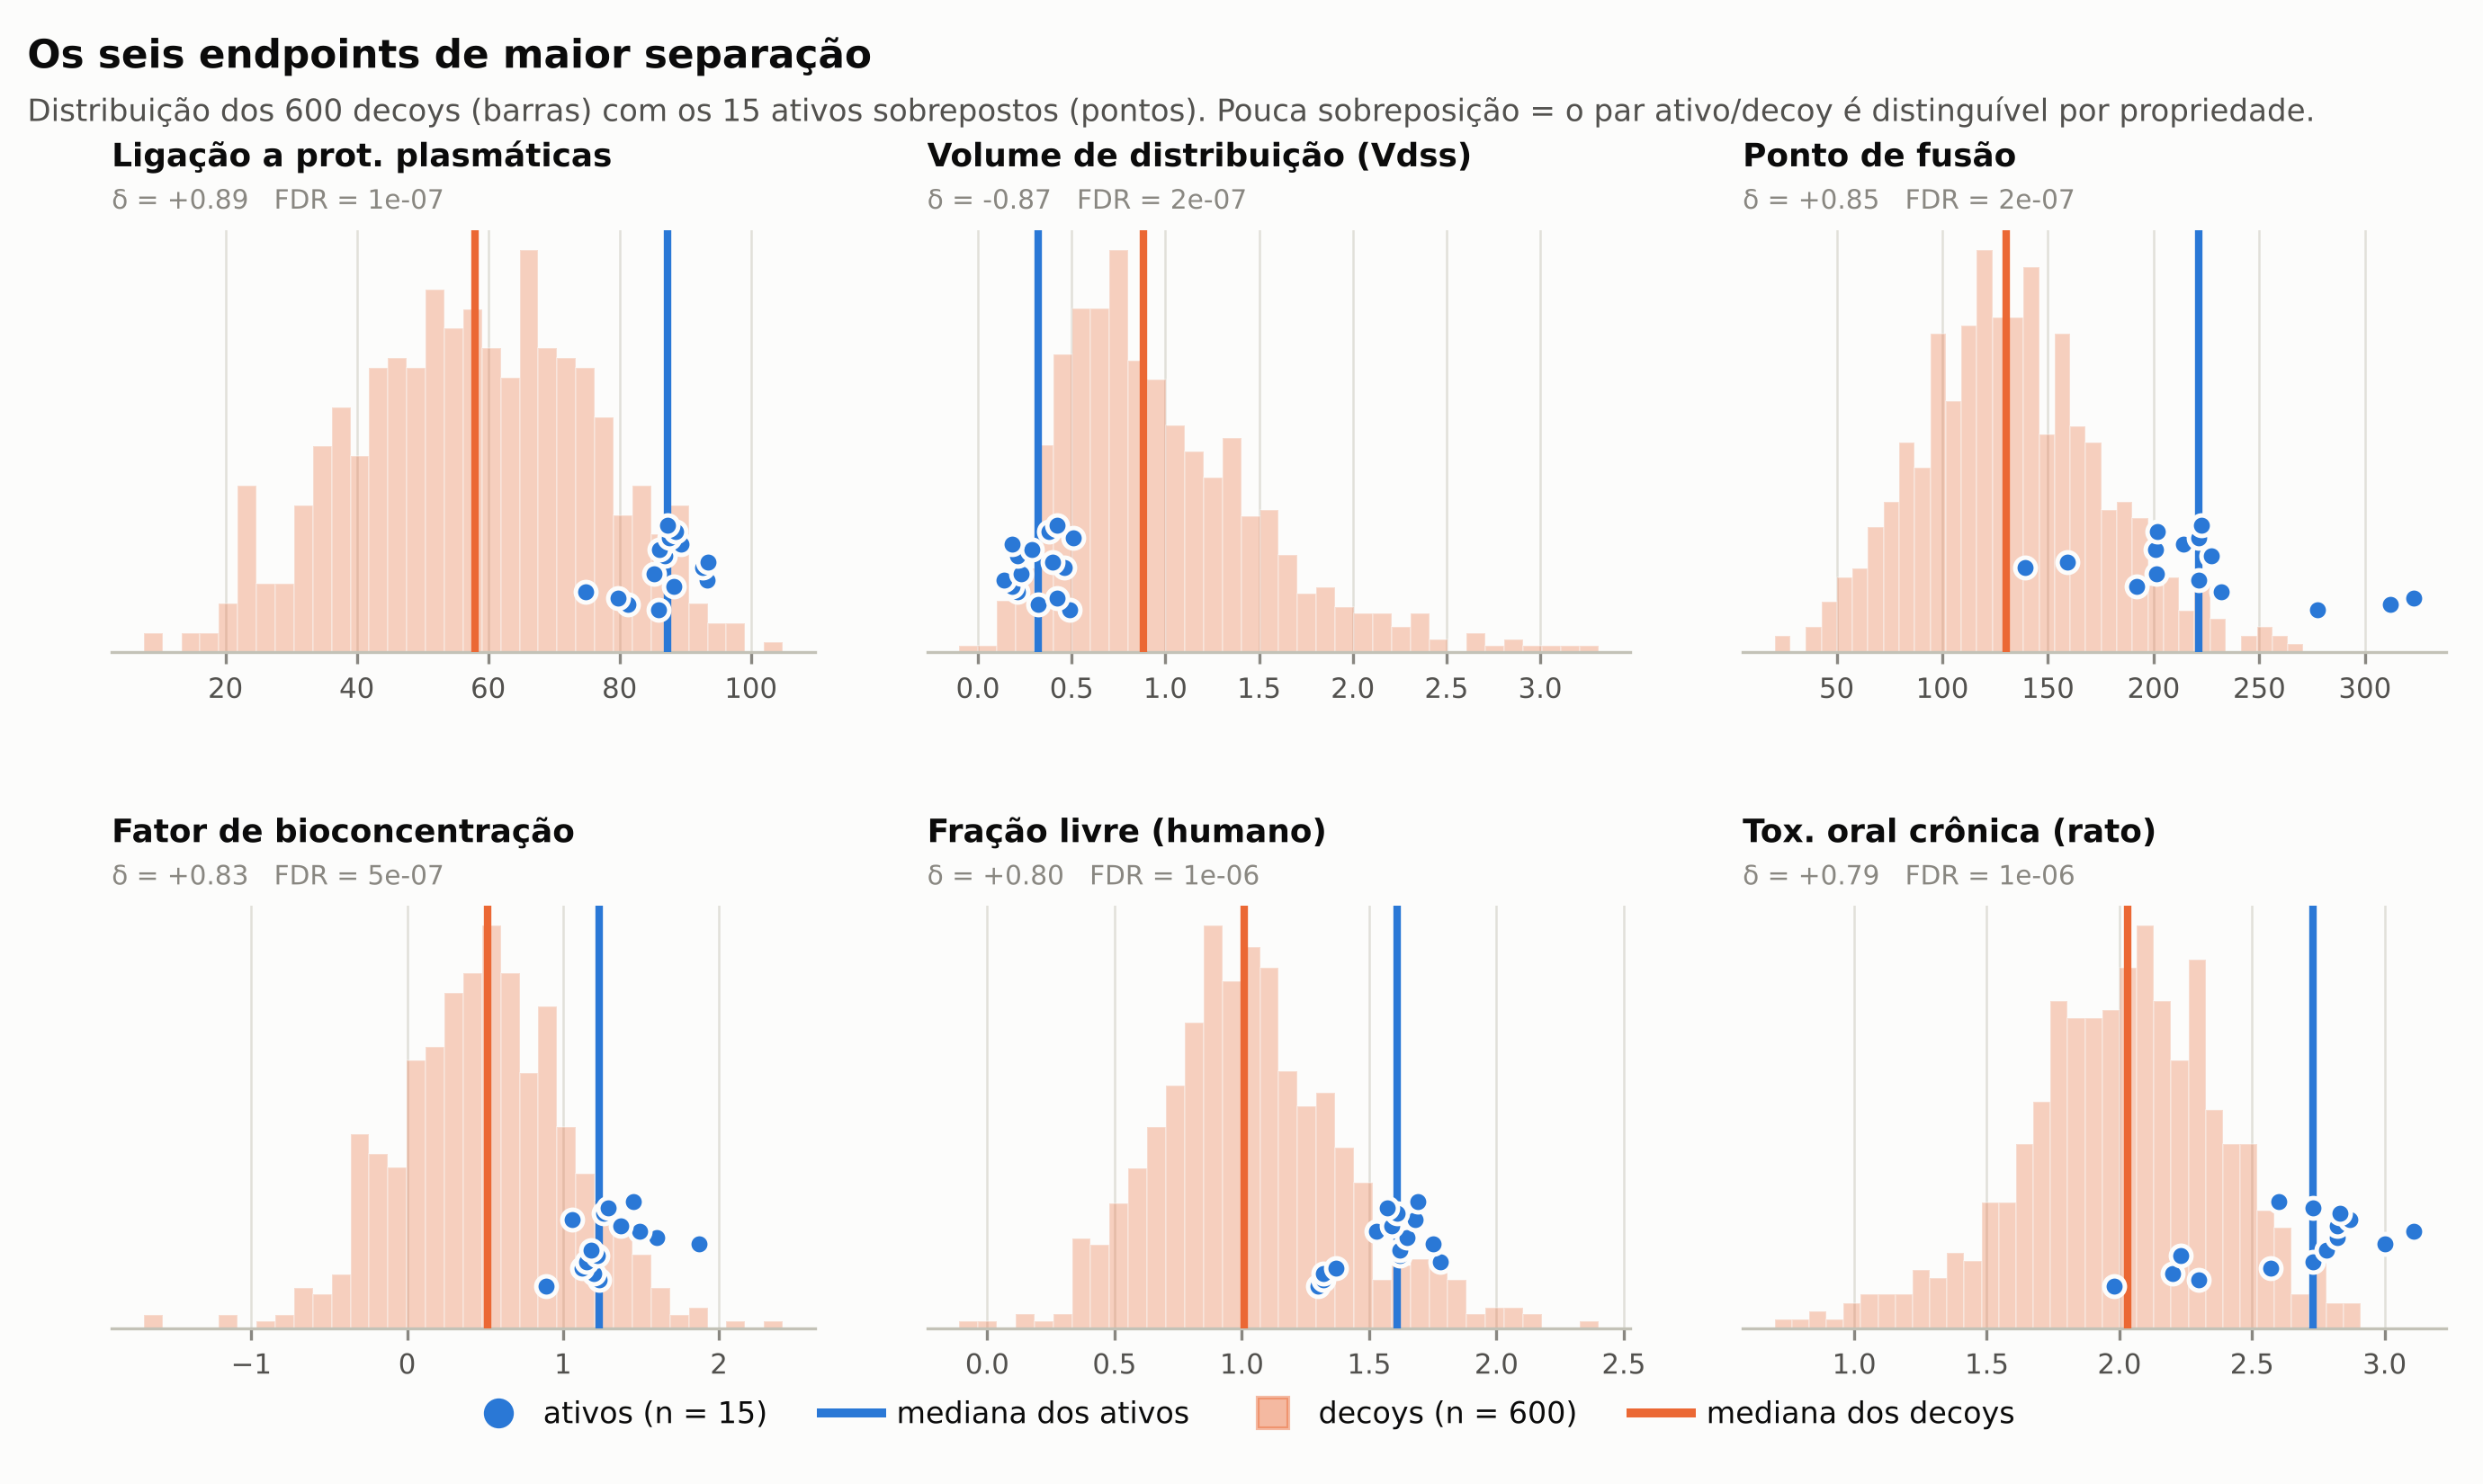 Os seis endpoints de maior separação
Distribuição dos 600 decoys (barras) com os 15 ativos sobrepostos (pontos). Pouca sobreposição = o par ativo/decoy é distinguível por propriedade.
Ligação a prot. plasmáticas
δ = +0.89 FDR = 1e-07
20 40 60 80 100
Volume de distribuição (Vdss)
δ = -0.87 FDR = 2e-07
0.0 0.5 1.0 1.5 2.0 2.5 3.0
Ponto de fusão
δ = +0.85 FDR = 2e-07
50 100 150 200 250 300
Fator de bioconcentração
δ = +0.83 FDR = 5e-07
−1 0 1 2
Fração livre (humano)
δ = +0.80 FDR = 1e-06
0.0 0.5 1.0 1.5 2.0 2.5
Tox. oral crônica (rato)
δ = +0.79 FDR = 1e-06
1.0 1.5 2.0 2.5 3.0
ativos (n = 15) mediana dos ativos decoys (n = 600) mediana dos decoys